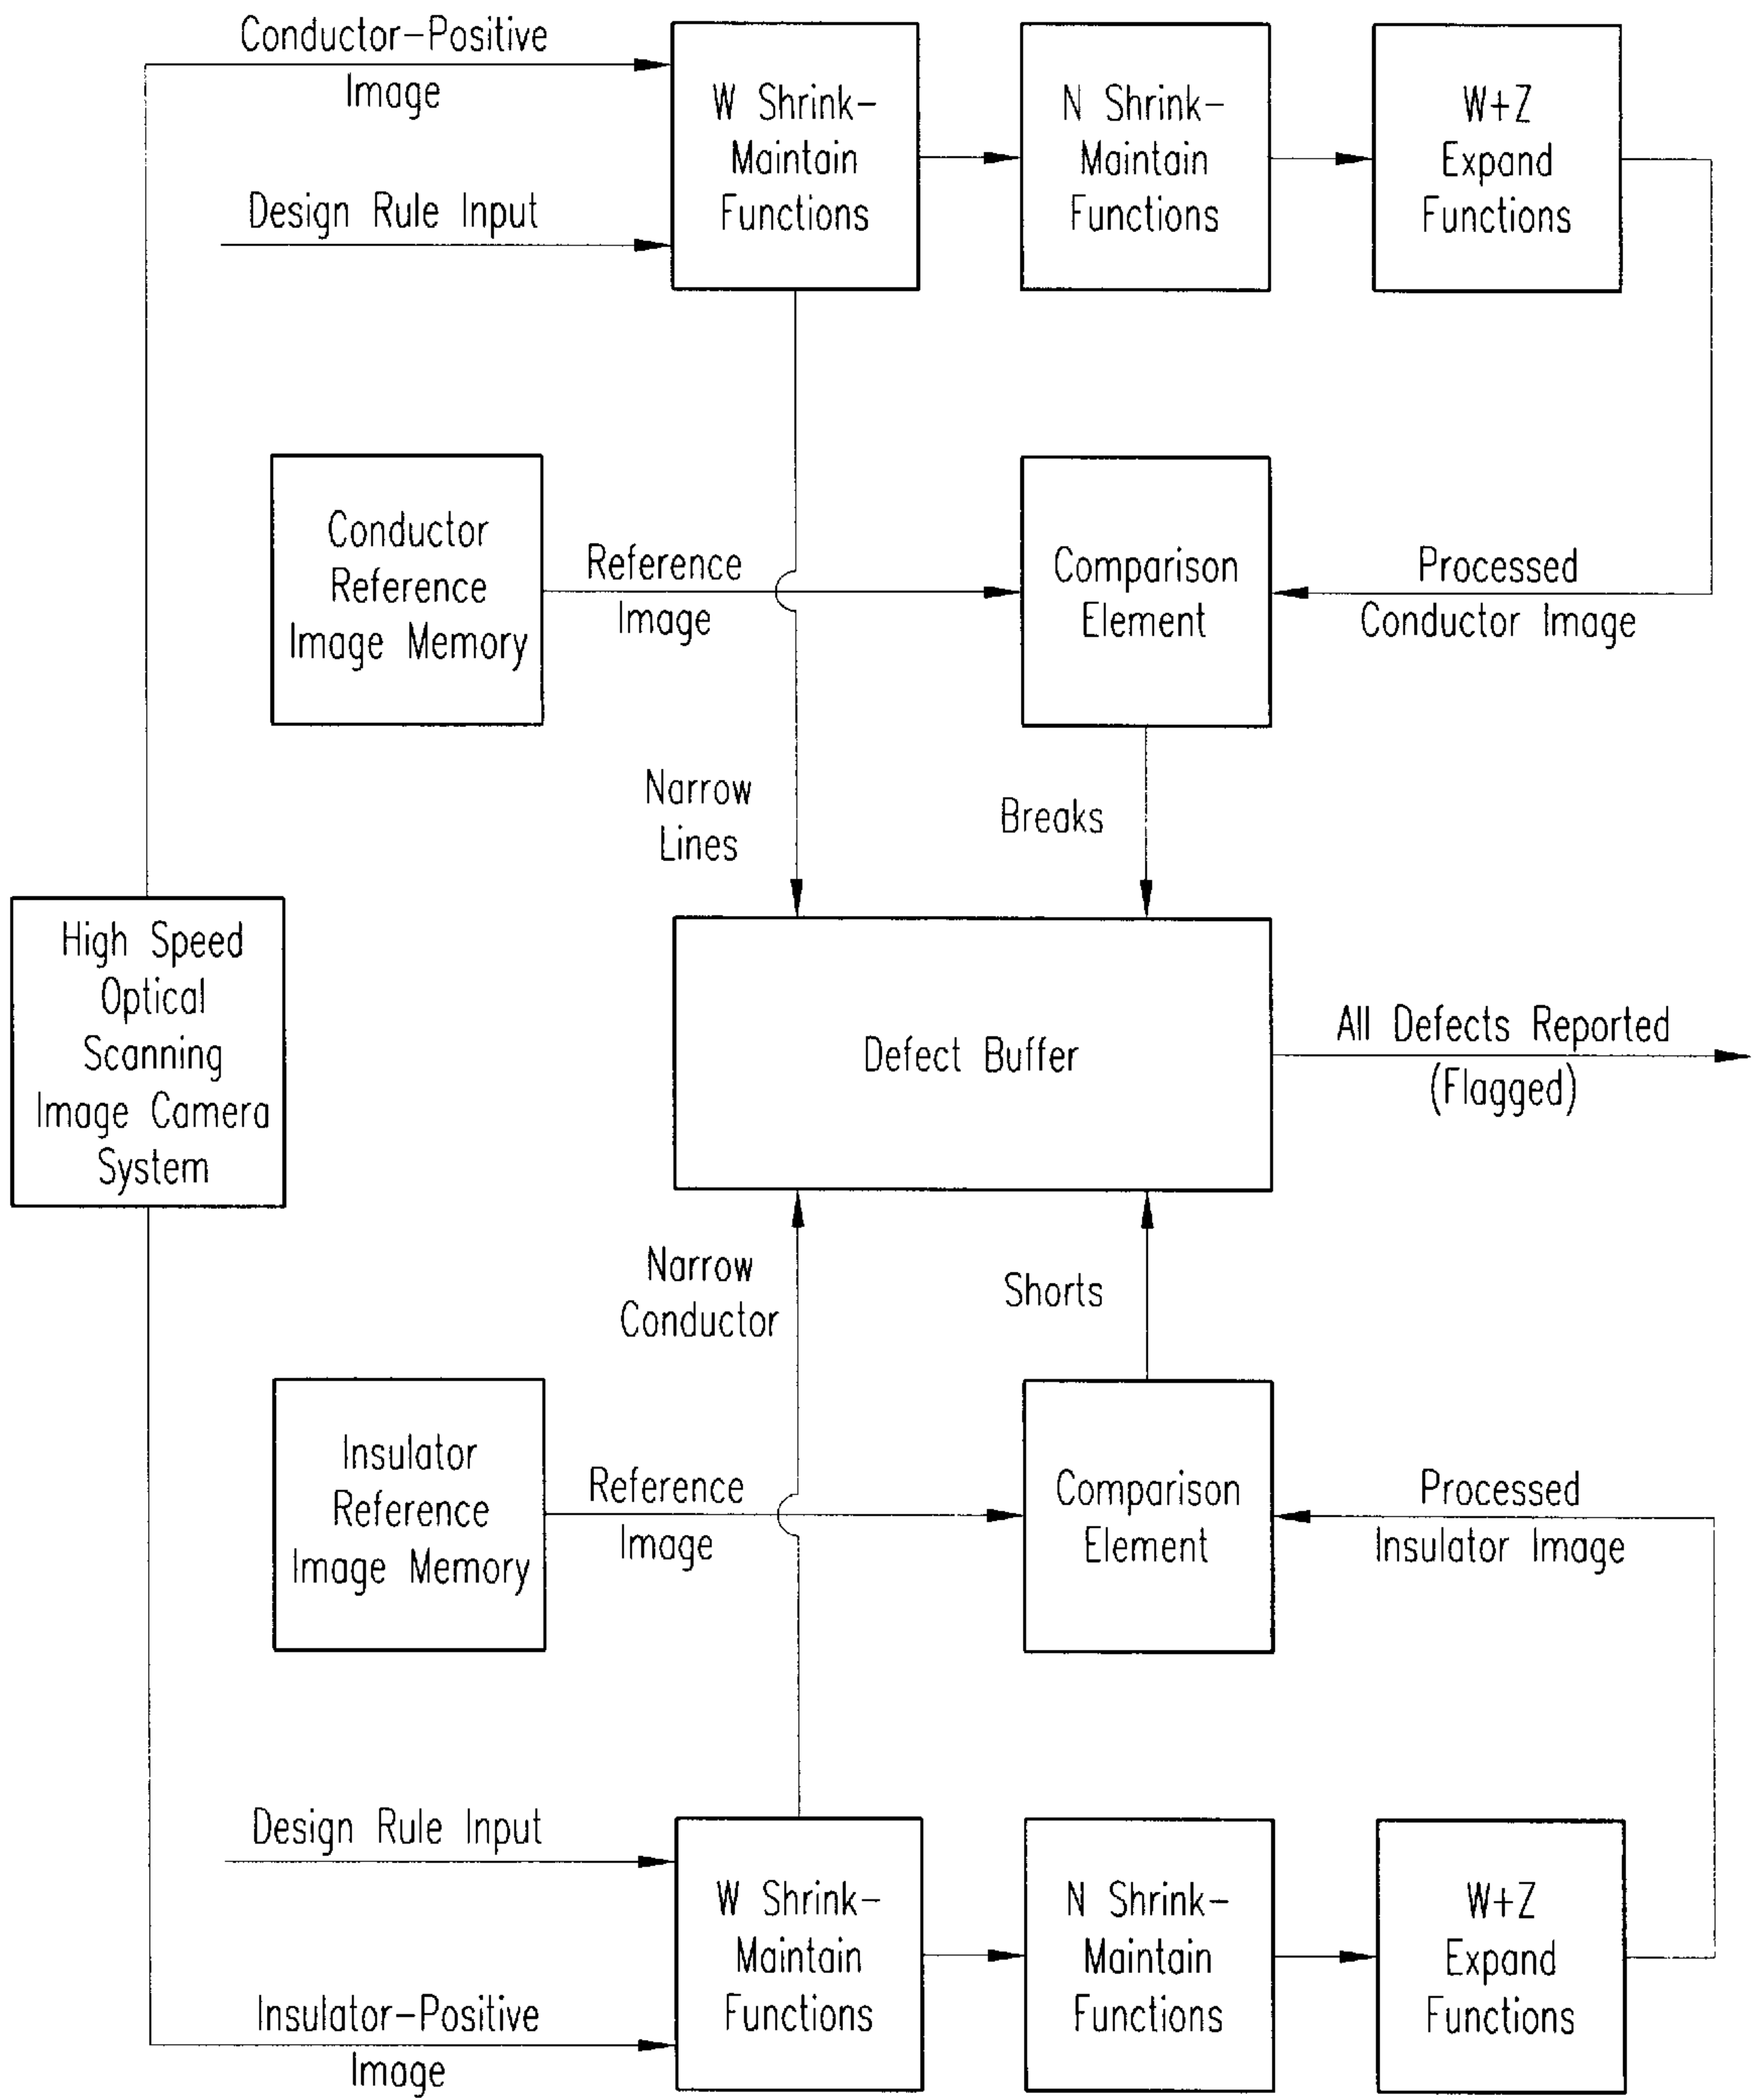 Conductor-Positive
Image
Design Rule Input
W Shrink-
Maintain
Functions
N Shrink-
Maintain
Functions
W+Z
Expand
Functions
Conductor
Reference
Image Memory
Reference
Image
Comparison
Element
Processed
Conductor Image
Narrow
Lines
Breaks
High Speed
Optical
Scanning
Image Camera
System
Defect Buffer
All Defects Reported
(Flagged)
Narrow
Conductor
Shorts
Insulator
Reference
Image Memory
Reference
Image
Comparison
Element
Processed
Insulator Image
Design Rule Input
Insulator-Positive
Image
W Shrink-
Maintain
Functions
N Shrink-
Maintain
Functions
W+Z
Expand
Functions